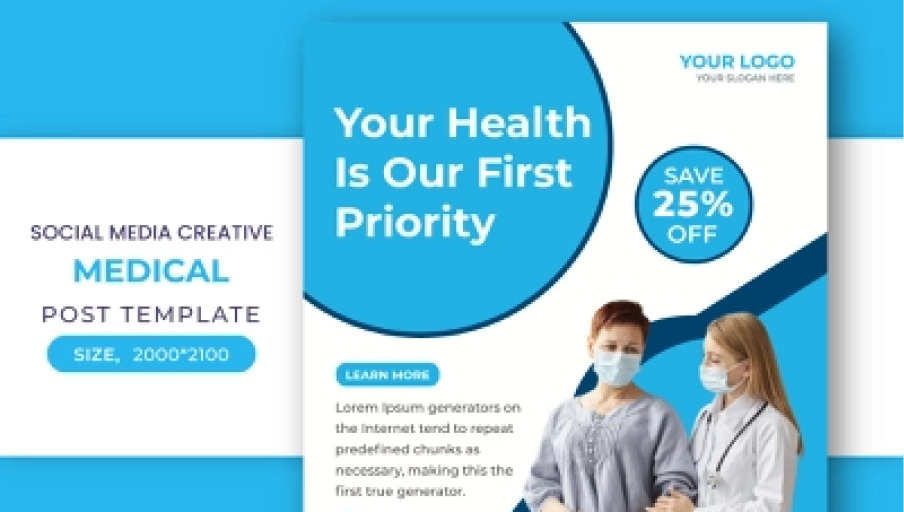 SOCIAL MEDIA CREATIVE
MEDICAL
POST TEMPLATE
SIZE, 2000*2100
YOUR LOGO
YOUR SLOGAN HERE
Your Health
Is Our First
Priority
SAVE
25%
OFF
LEARN MORE
Lorem Ipsum generators on
the Internet tend to repeat
predefined chunks as
necessary, making this the
first true generator.